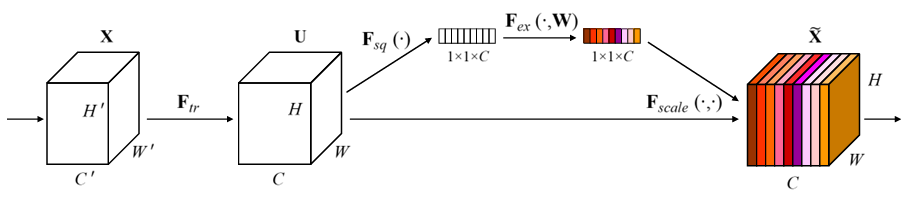 X
U
F_sq (·)
F_ex (·,W)
X̃
1×1×C
1×1×C
H′
F_tr
H
F_scale (·,·)
H
W′
W
W
C′
C
C